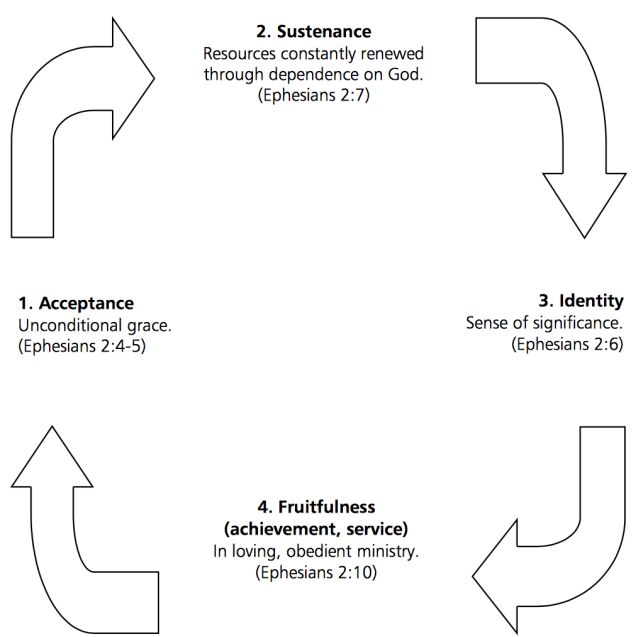 2. Sustenance
Resources constantly renewed
through dependence on God.
(Ephesians 2:7)
1. Acceptance
Unconditional grace.
(Ephesians 2:4-5)
3. Identity
Sense of significance.
(Ephesians 2:6)
4. Fruitfulness
(achievement, service)
In loving, obedient ministry.
(Ephesians 2:10)